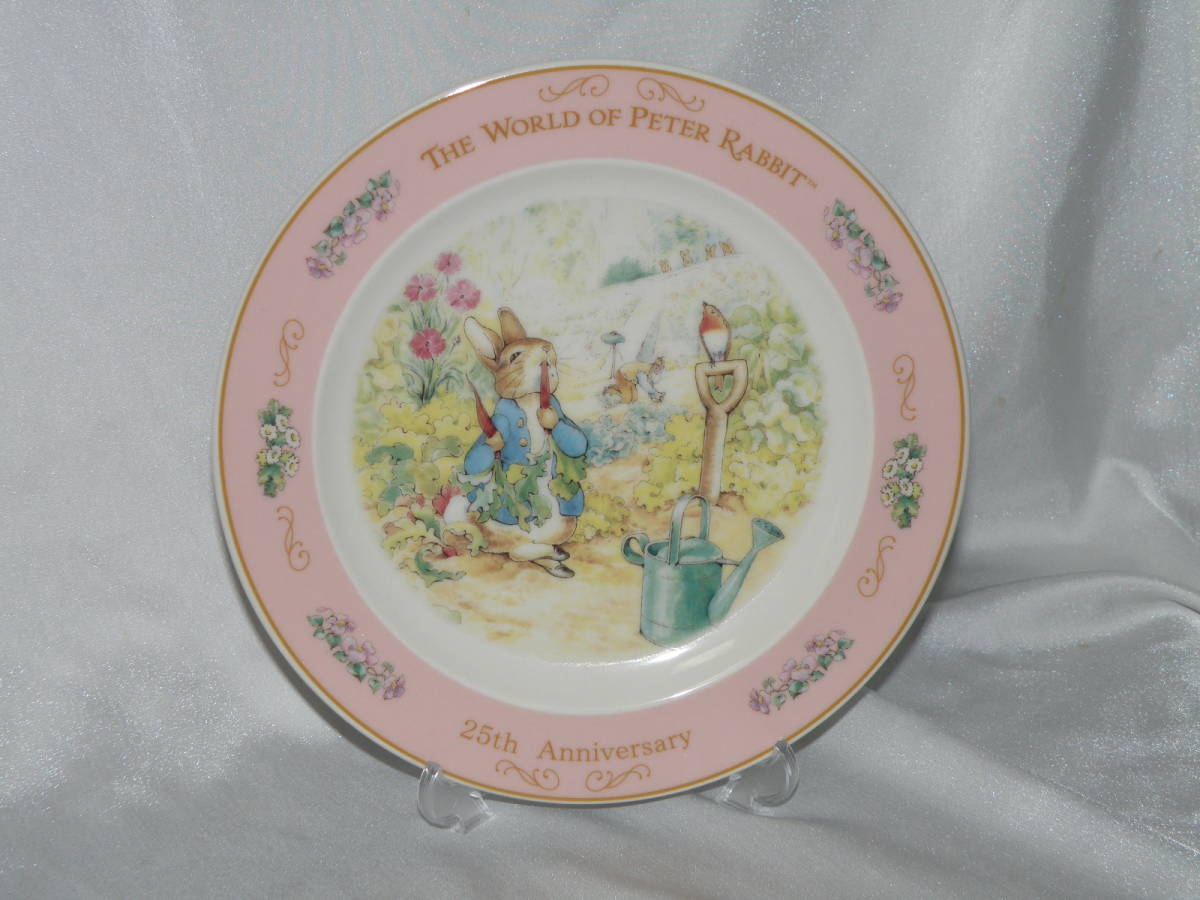 THE WORLD OF PETER RABBIT™
25th Anniversary